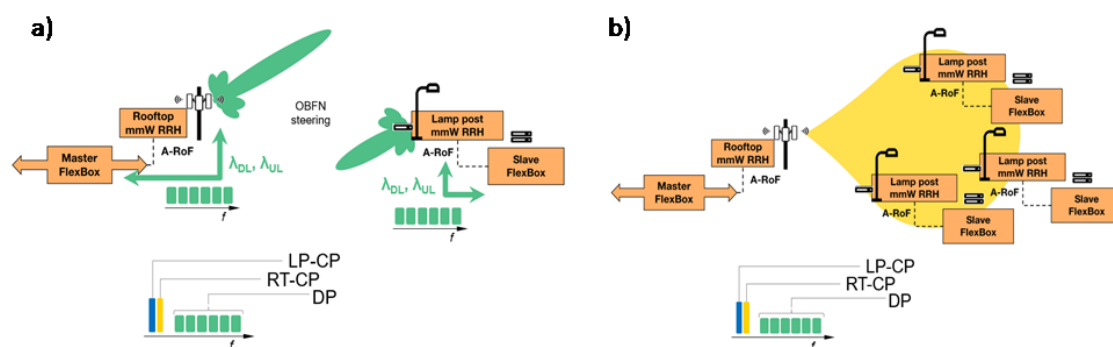 a)
Rooftop
mmW RRH
A-RoF
Master
FlexBox
λDL, λUL
f
OBFN
steering
Lamp post
mmW RRH
A-RoF
Slave
FlexBox
λDL, λUL
f
LP-CP
RT-CP
DP
f
b)
Lamp post
mmW RRH
A-RoF
Slave
FlexBox
Rooftop
mmW RRH
A-RoF
Master
FlexBox
Lamp post
mmW RRH
A-RoF
Slave
FlexBox
Lamp post
mmW RRH
A-RoF
Slave
FlexBox
LP-CP
RT-CP
DP
f